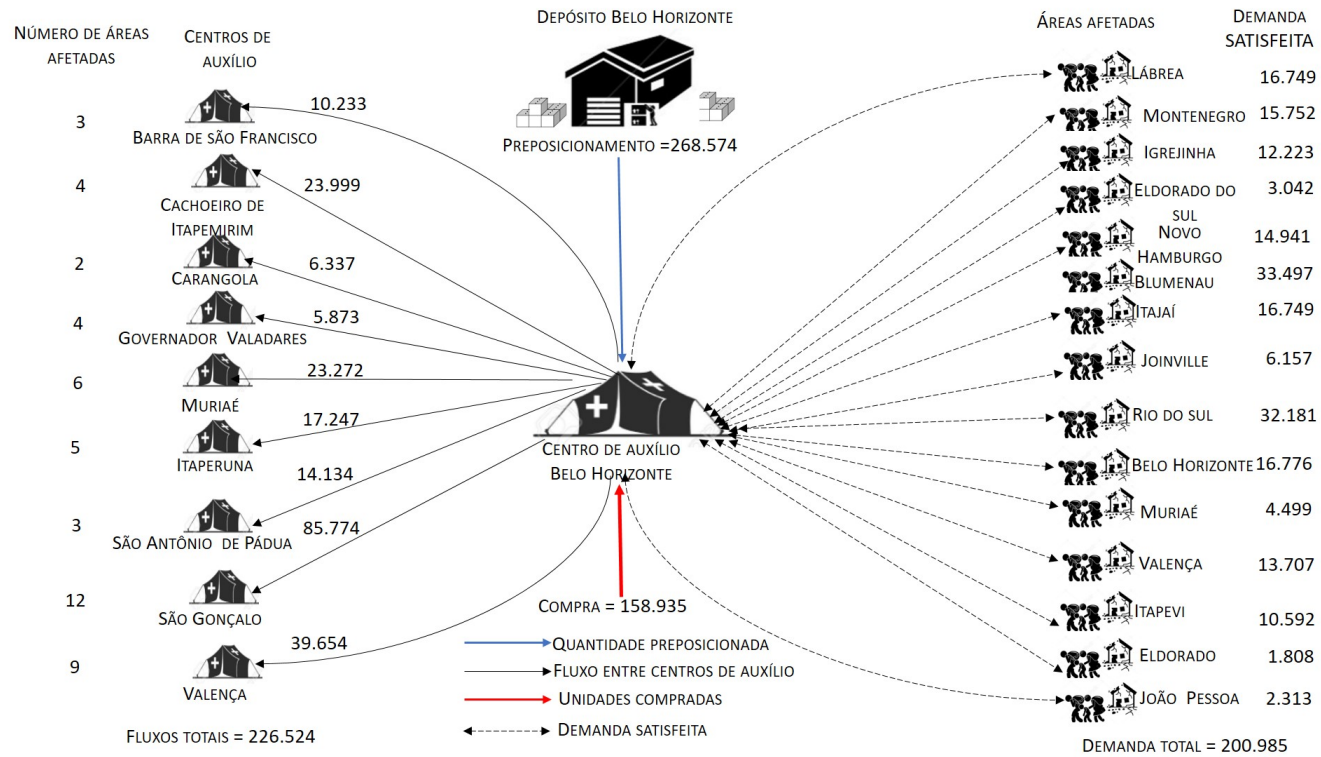 NÚMERO DE ÁREAS
AFETADAS
CENTROS DE
AUXÍLIO
3
10.233
BARRA DE SÃO FRANCISCO
4
23.999
CACHOEIRO DE
ITAPEMIRIM
2
6.337
CARANGOLA
4
5.873
GOVERNADOR VALADARES
6
23.272
MURIAÉ
5
17.247
ITAPERUNA
3
14.134
SÃO ANTÔNIO DE PÁDUA
12
85.774
SÃO GONÇALO
9
39.654
VALENÇA
FLUXOS TOTAIS = 226.524
DEPÓSITO BELO HORIZONTE
PREPOSICIONAMENTO =268.574
CENTRO DE AUXÍLIO
BELO HORIZONTE
COMPRA = 158.935
QUANTIDADE PREPOSICIONADA
FLUXO ENTRE CENTROS DE AUXÍLIO
UNIDADES COMPRADAS
DEMANDA SATISFEITA
ÁREAS AFETADAS
DEMANDA
SATISFEITA
LÁBREA 16.749
MONTENEGRO 15.752
IGREJINHA 12.223
ELDORADO DO 3.042
SUL
NOVO 14.941
HAMBURGO
BLUMENAU 33.497
ITAJAÍ 16.749
JOINVILLE 6.157
RIO DO SUL 32.181
BELO HORIZONTE 16.776
MURIAÉ 4.499
VALENÇA 13.707
ITAPEVI 10.592
ELDORADO 1.808
JOÃO PESSOA 2.313
DEMANDA TOTAL = 200.985